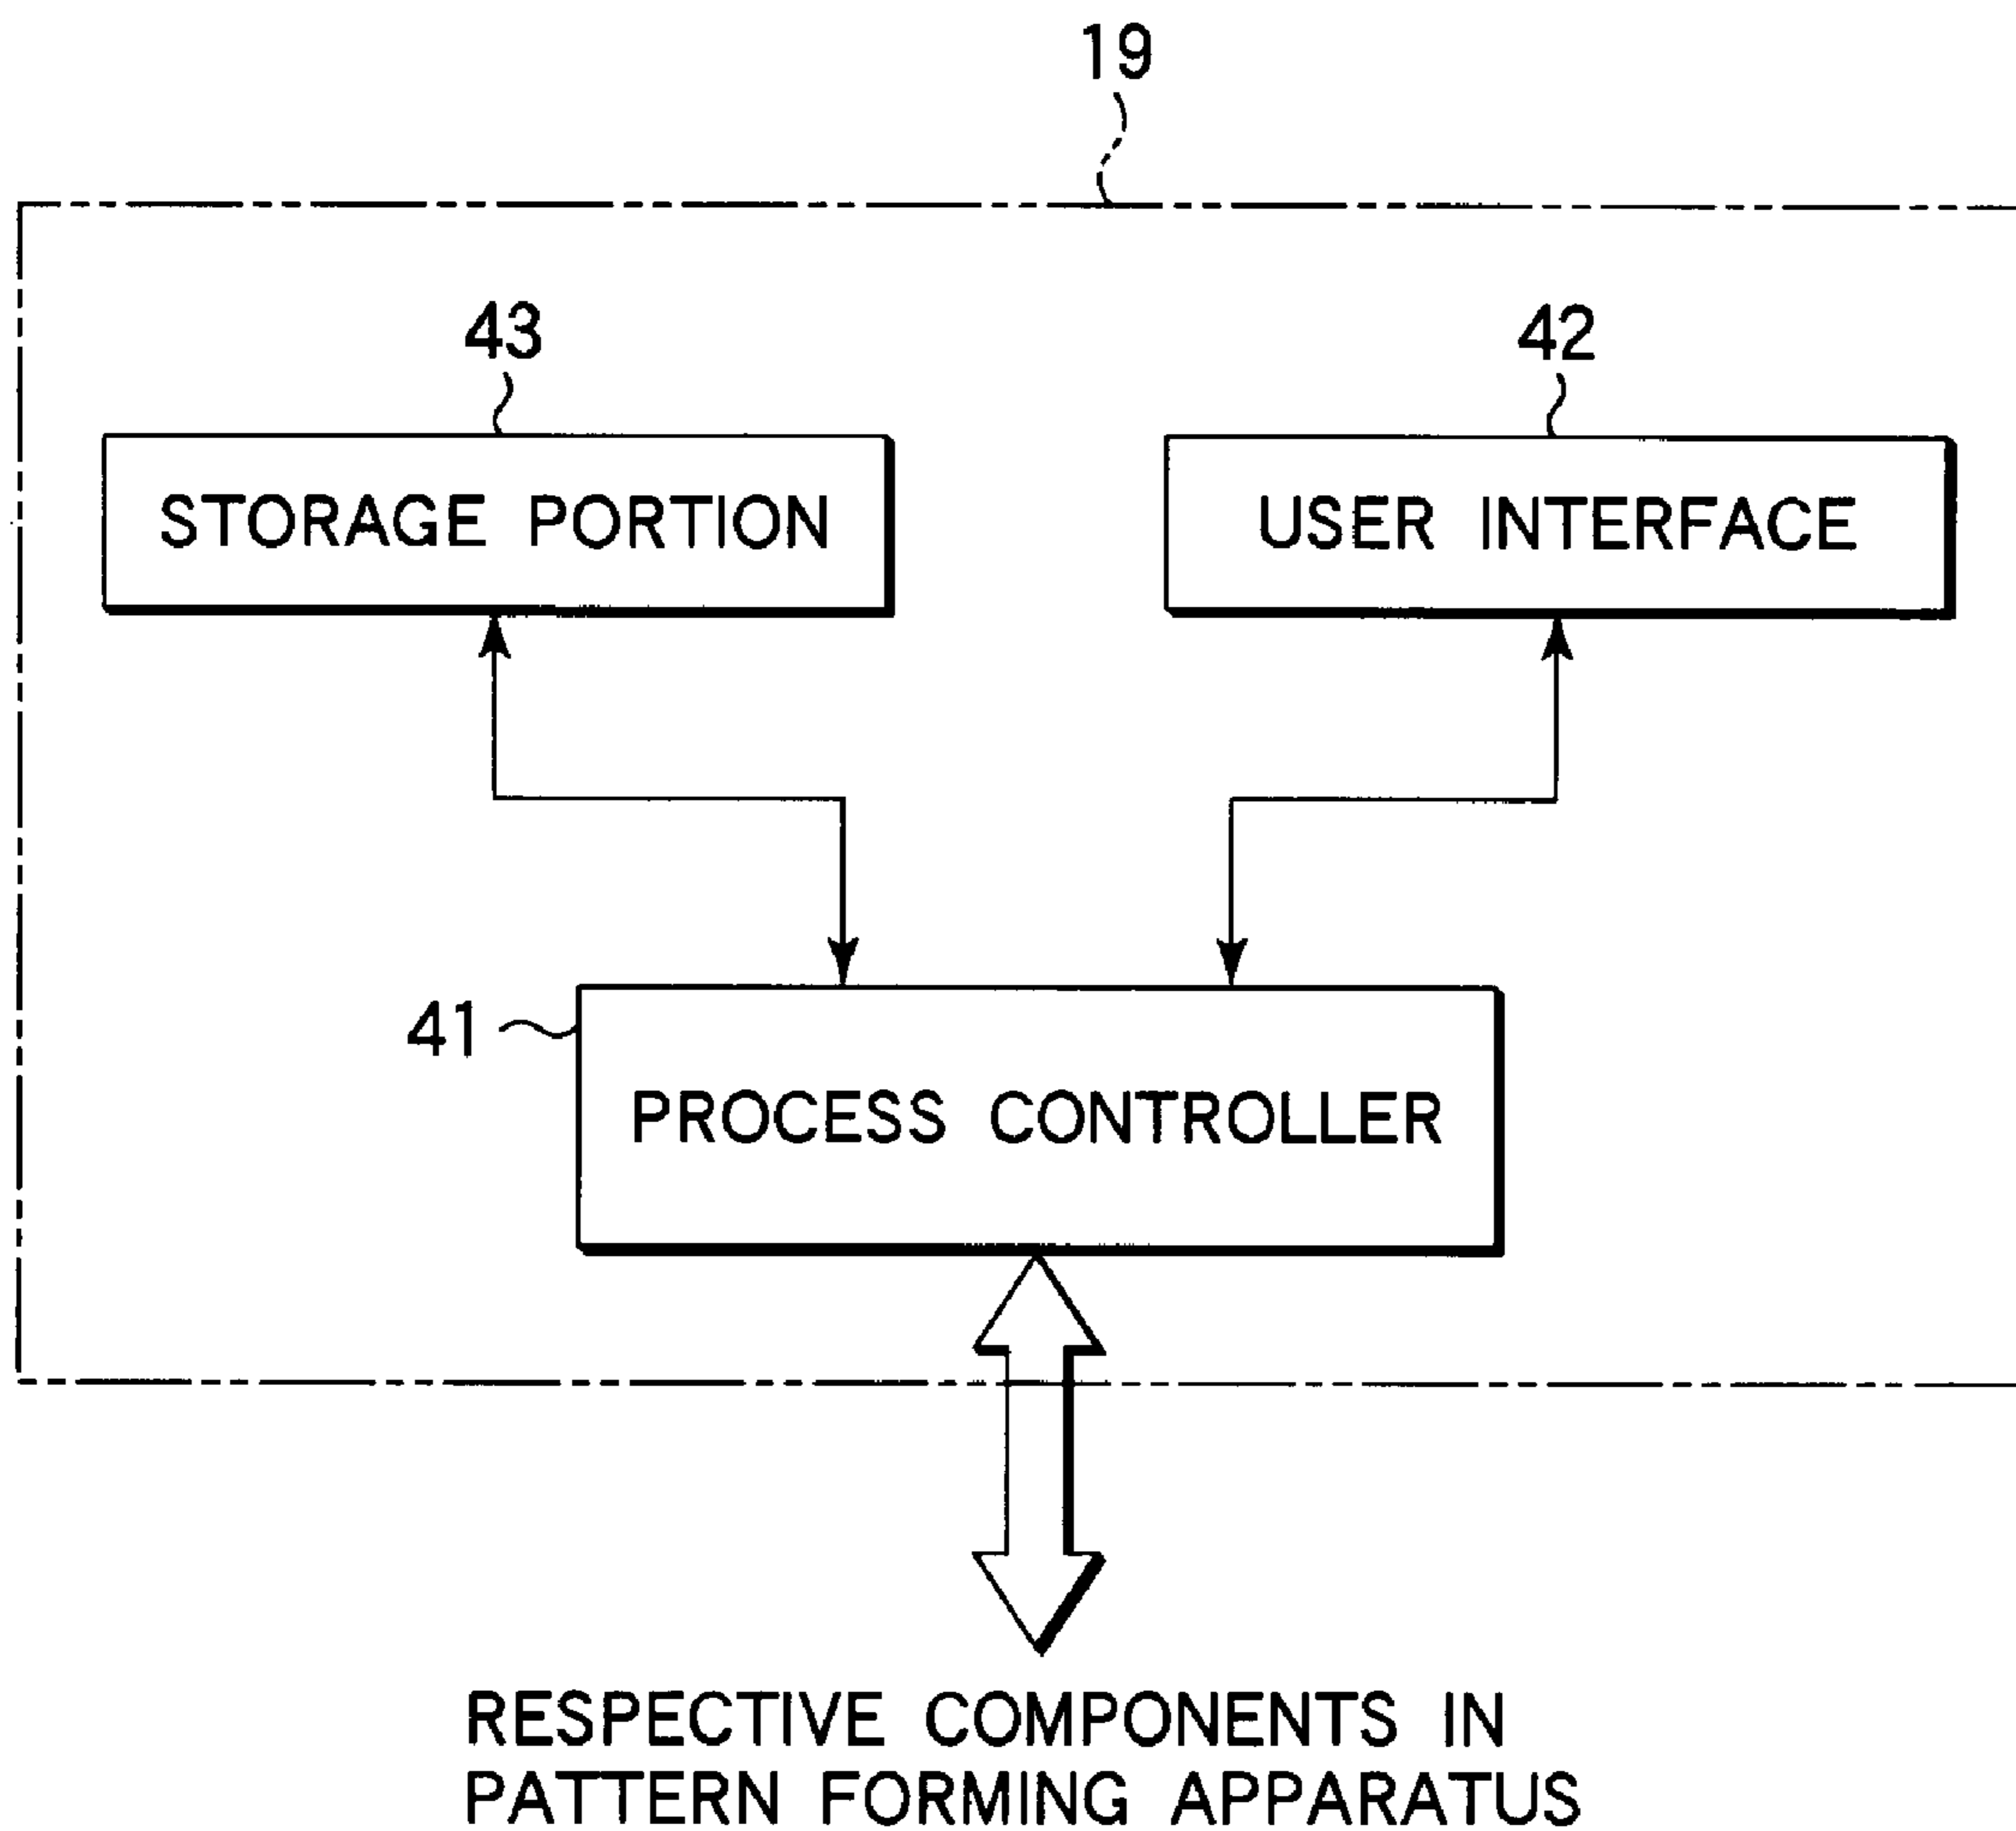 19
43
42
STORAGE PORTION
USER INTERFACE
41
PROCESS CONTROLLER
RESPECTIVE COMPONENTS IN
PATTERN FORMING APPARATUS